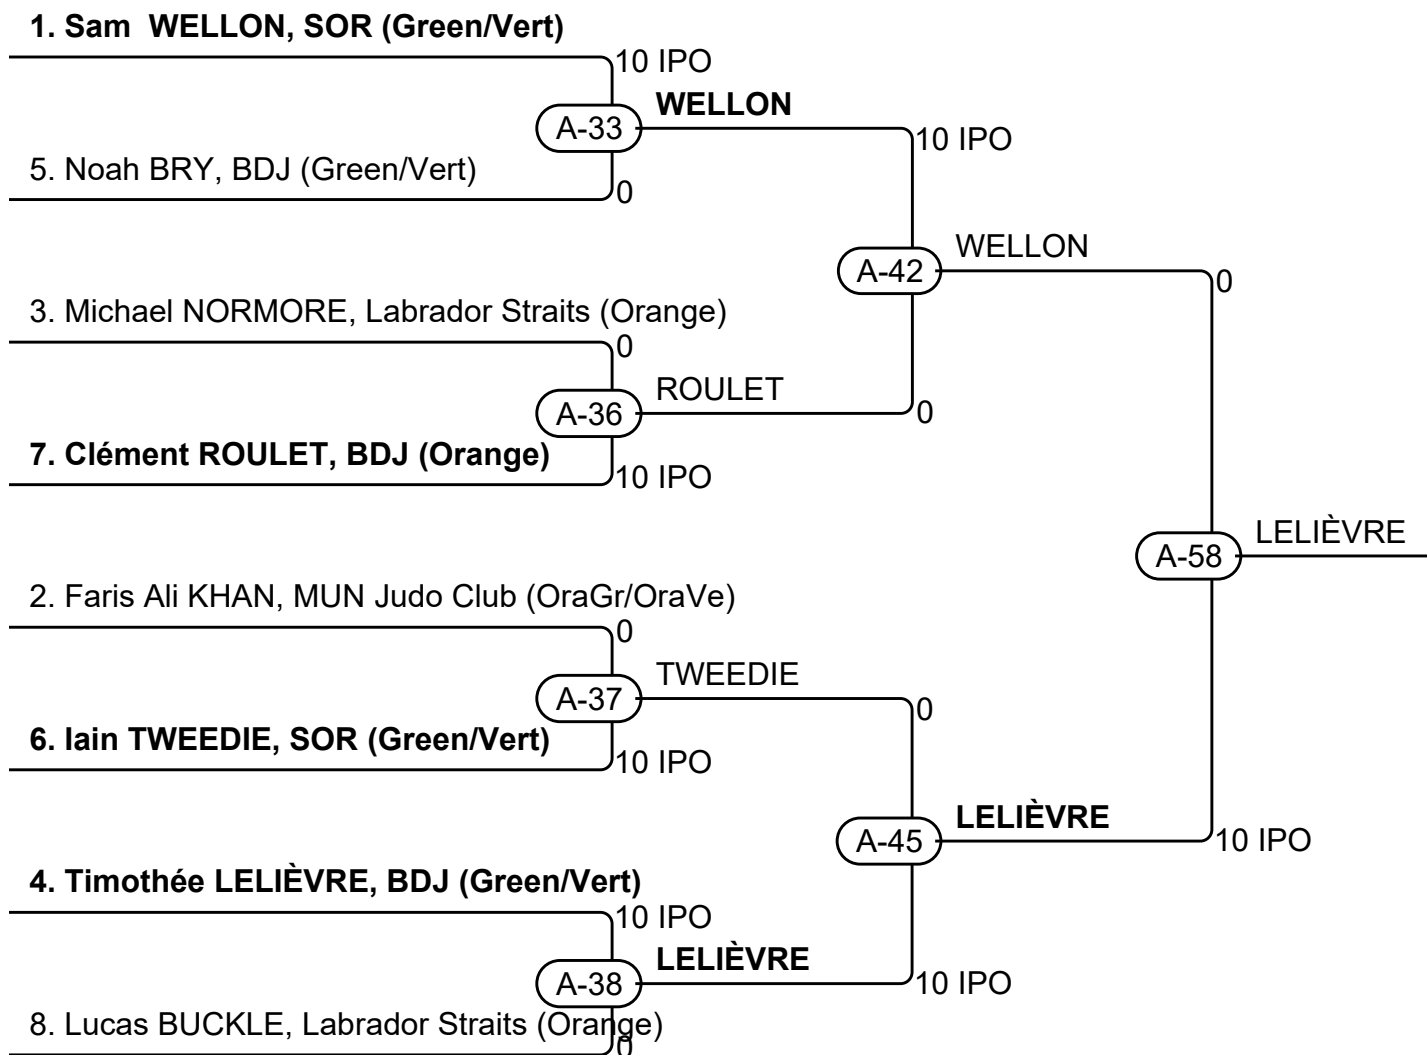 1. Sam  WELLON, SOR (Green/Vert)
10 IPO
WELLON
A-33
10 IPO
5. Noah BRY, BDJ (Green/Vert)
0
WELLON
A-42
0
3. Michael NORMORE, Labrador Straits (Orange)
0
ROULET
A-36
0
7. Clément ROULET, BDJ (Orange)
10 IPO
LELIÈVRE
A-58
2. Faris Ali KHAN, MUN Judo Club (OraGr/OraVe)
0
TWEEDIE
A-37
0
6. Iain TWEEDIE, SOR (Green/Vert)
10 IPO
LELIÈVRE
A-45
10 IPO
4. Timothée LELIÈVRE, BDJ (Green/Vert)
10 IPO
LELIÈVRE
A-38
10 IPO
8. Lucas BUCKLE, Labrador Straits (Orange)
0